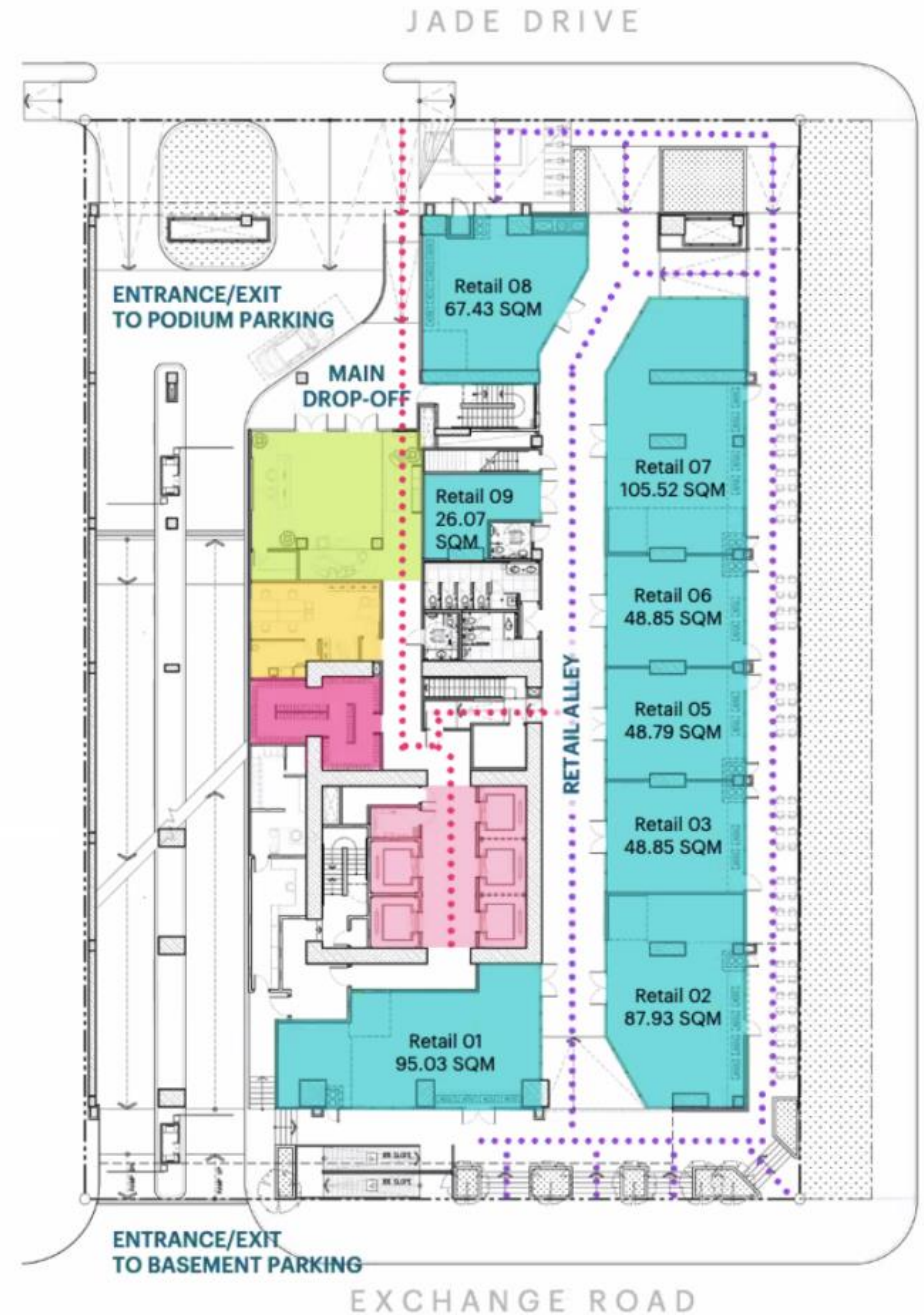 JADE DRIVE
ENTRANCE/EXIT
TO PODIUM PARKING
MAIN
DROP-OFF
Retail 08
67.43 SQM
Retail 07
105.52 SQM
Retail 09
26.07
SQM
Retail 06
48.85 SQM
RETAIL ALLEY
Retail 05
48.79 SQM
Retail 03
48.85 SQM
Retail 02
87.93 SQM
Retail 01
95.03 SQM
ENTRANCE/EXIT
TO BASEMENT PARKING
EXCHANGE ROAD